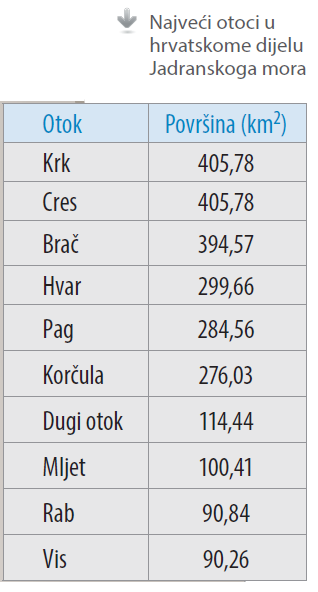 Najveći otoci u
hrvatskome dijelu
Jadranskoga mora
Otok Površina (km²)
Krk 405,78
Cres 405,78
Brač 394,57
Hvar 299,66
Pag 284,56
Korčula 276,03
Dugi otok 114,44
Mljet 100,41
Rab 90,84
Vis 90,26